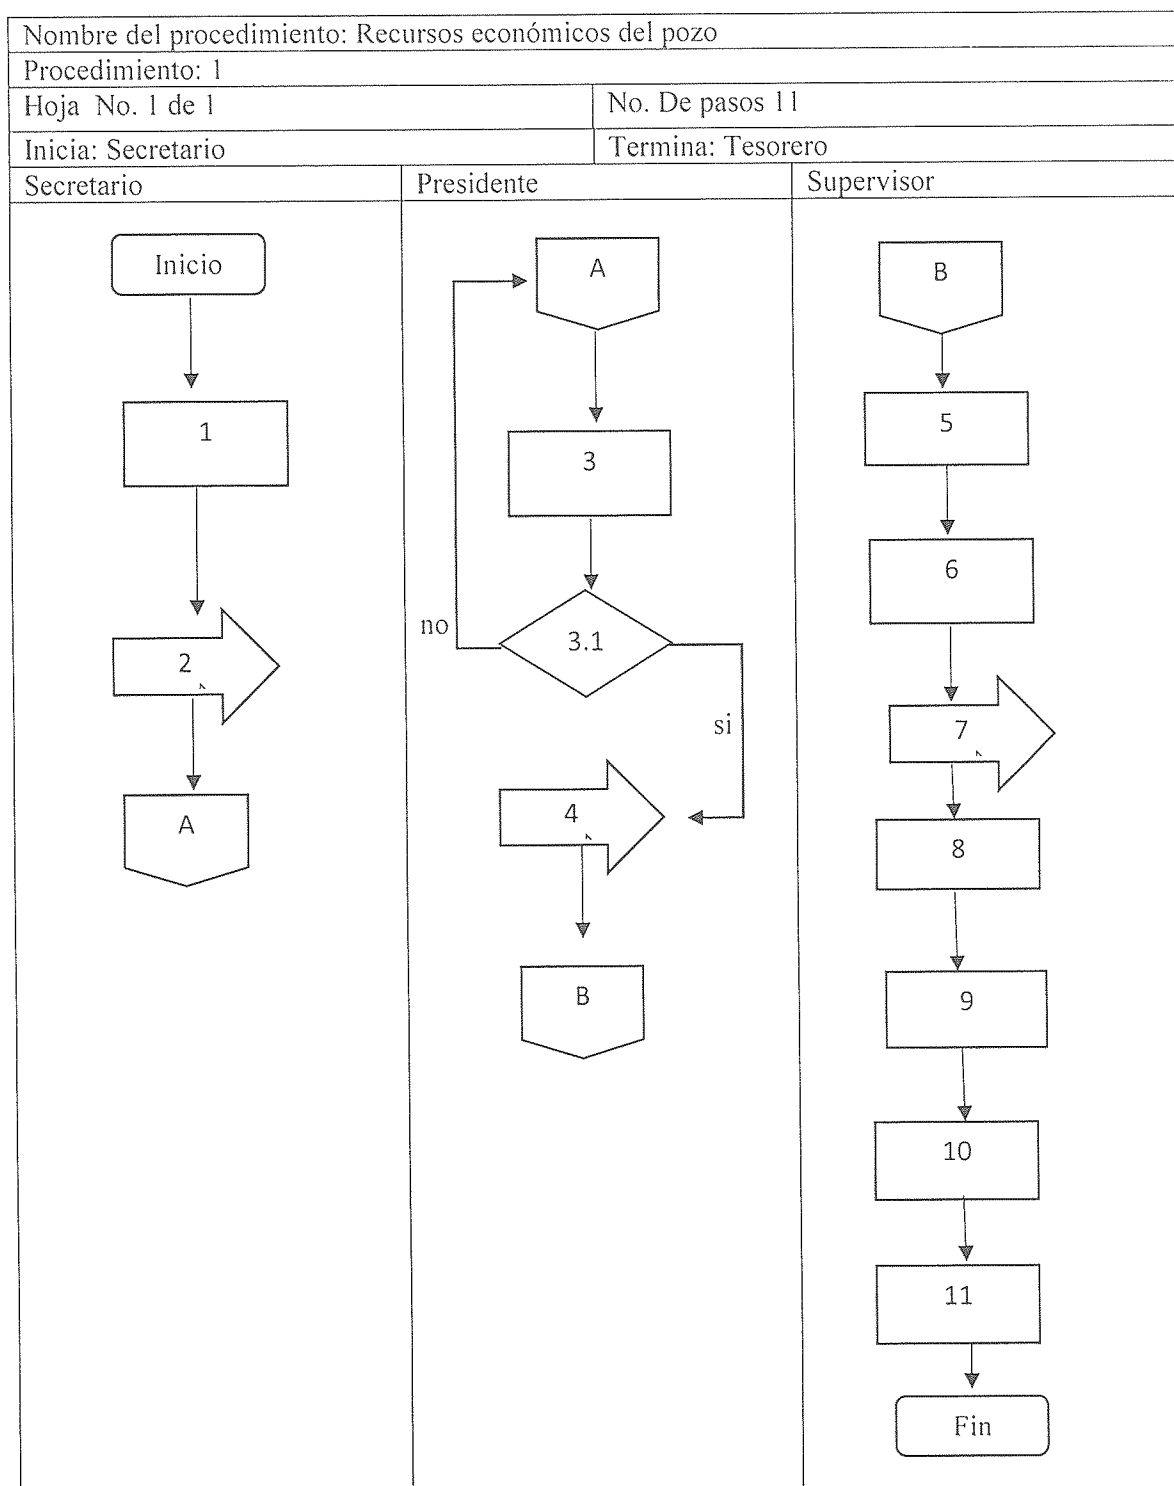 Nombre del procedimiento: Recursos económicos del pozo
Procedimiento: 1
Hoja No. 1 de 1
No. De pasos 11
Inicia: Secretario
Termina: Tesorero
Secretario
Presidente
Supervisor
Inicio
1
2
A
A
3
3.1
no
si
4
B
B
5
6
7
8
9
10
11
Fin